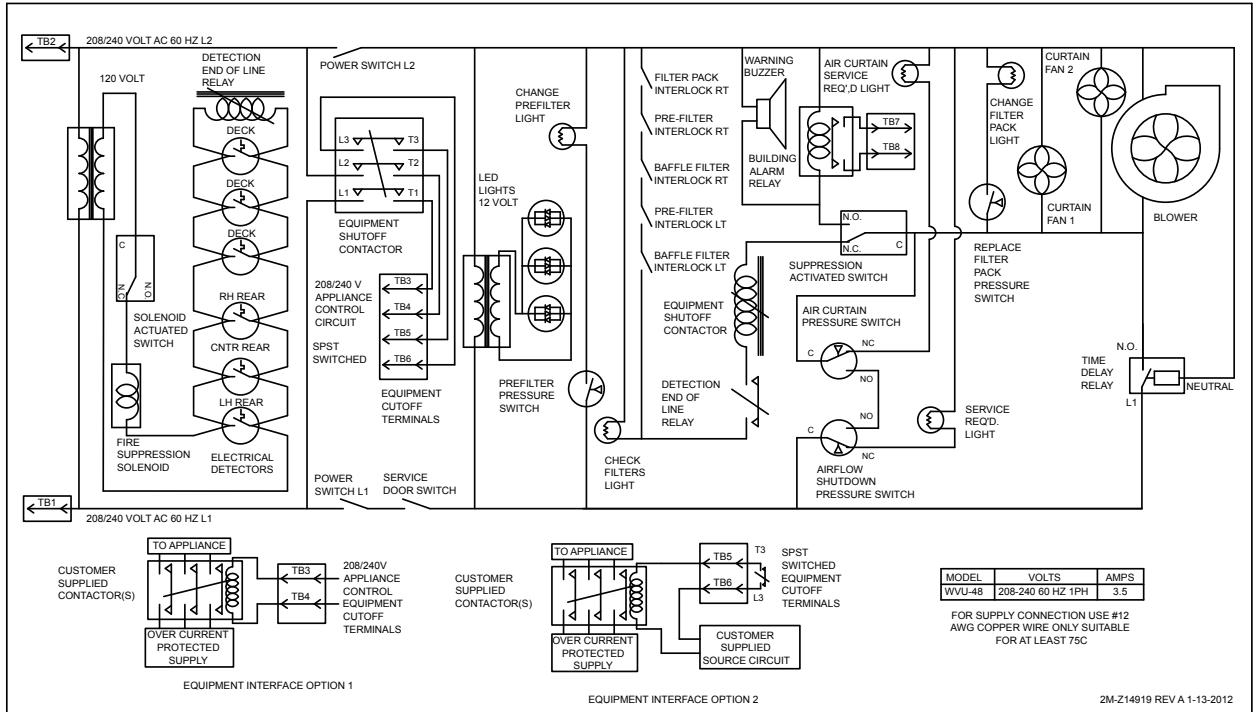 TB2
208/240 VOLT AC 60 HZ L2
120 VOLT
DETECTION
END OF LINE
RELAY
DECK
DECK
DECK
RH REAR
CNTR REAR
LH REAR
ELECTRICAL
DETECTORS
C
N.C
N.O.
SOLENOID
ACTUATED
SWITCH
FIRE
SUPPRESSION
SOLENOID
POWER SWITCH L2
L3
T3
L2
T2
L1
T1
EQUIPMENT
SHUTOFF
CONTACTOR
208/240 V
APPLIANCE
CONTROL
CIRCUIT
SPST
SWITCHED
TB3
TB4
TB5
TB6
EQUIPMENT
CUTOFF
TERMINALS
POWER
SWITCH L1
SERVICE
DOOR SWITCH
LED
LIGHTS
12 VOLT
CHANGE
PREFILTER
LIGHT
PREFILTER
PRESSURE
SWITCH
CHECK
FILTERS
LIGHT
FILTER PACK
INTERLOCK RT
PRE-FILTER
INTERLOCK RT
BAFFLE FILTER
INTERLOCK RT
PRE-FILTER
INTERLOCK LT
BAFFLE FILTER
INTERLOCK LT
EQUIPMENT
SHUTOFF
CONTACTOR
DETECTION
END OF
LINE
RELAY
WARNING
BUZZER
BUILDING
ALARM
RELAY
AIR CURTAIN
SERVICE
REQ'D LIGHT
TB7
TB8
N.O.
N.C.
C
SUPPRESSION
ACTIVATED SWITCH
AIR CURTAIN
PRESSURE SWITCH
C
NC
NO
NO
C
NC
AIRFLOW
SHUTDOWN
PRESSURE SWITCH
SERVICE
REQ'D.
LIGHT
CHANGE
FILTER
PACK
LIGHT
REPLACE
FILTER
PACK
PRESSURE
SWITCH
CURTAIN
FAN 2
CURTAIN
FAN 1
BLOWER
N.O.
TIME
DELAY
RELAY
L1
NEUTRAL
TB1
208/240 VOLT AC 60 HZ L1
TO APPLIANCE
CUSTOMER
SUPPLIED
CONTACTOR(S)
OVER CURRENT
PROTECTED
SUPPLY
TB3
TB4
208/240V
APPLIANCE
CONTROL
EQUIPMENT
CUTOFF
TERMINALS
EQUIPMENT INTERFACE OPTION 1
TO APPLIANCE
CUSTOMER
SUPPLIED
CONTACTOR(S)
OVER CURRENT
PROTECTED
SUPPLY
TB5
TB6
T3
L3
SPST
SWITCHED
EQUIPMENT
CUTOFF
TERMINALS
CUSTOMER
SUPPLIED
SOURCE CIRCUIT
EQUIPMENT INTERFACE OPTION 2
MODEL VOLTS AMPS
WVU-48 208-240 60 HZ 1PH 3.5
FOR SUPPLY CONNECTION USE #12
AWG COPPER WIRE ONLY SUITABLE
FOR AT LEAST 75C
2M-Z14919 REV A 1-13-2012